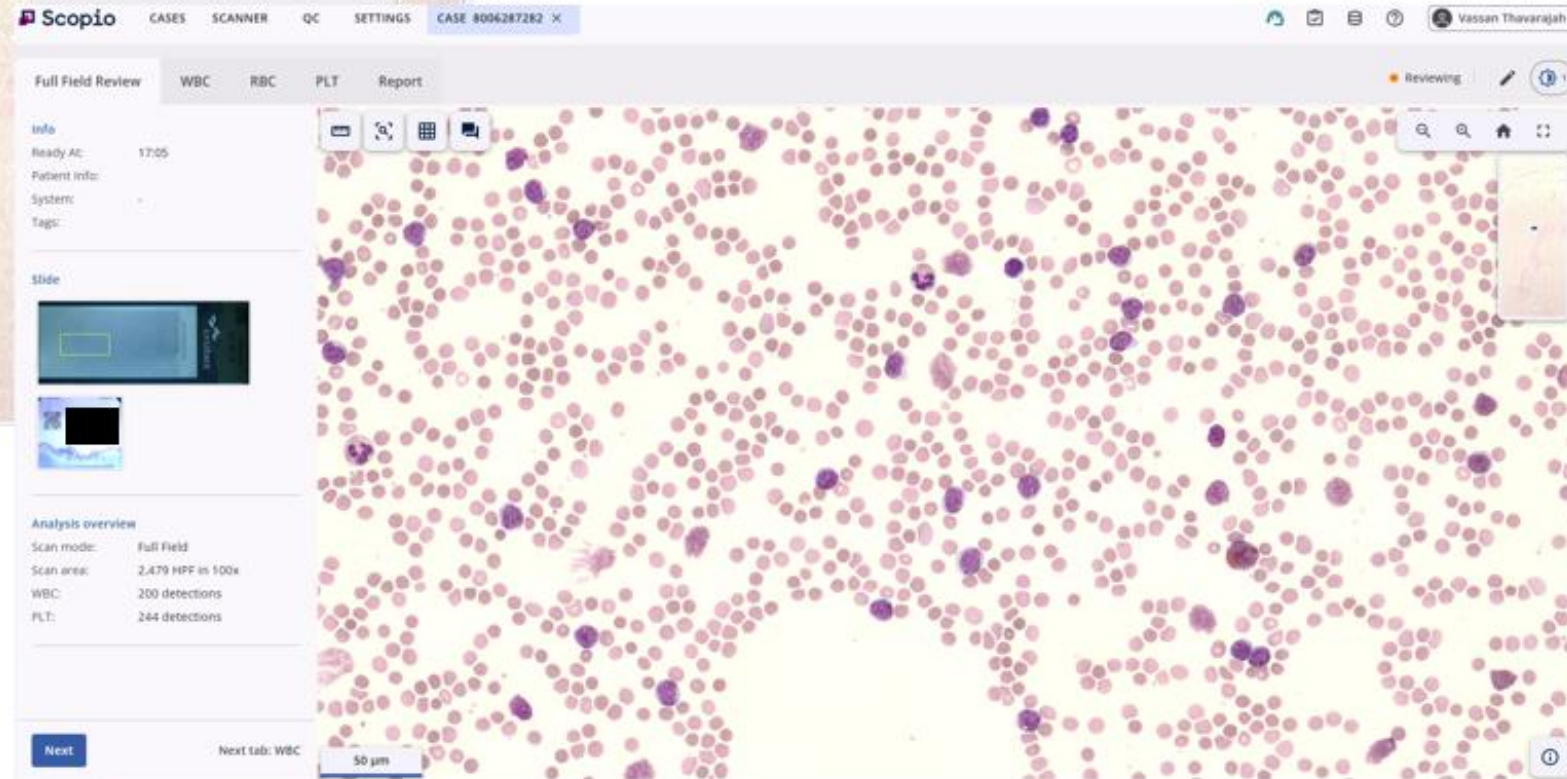 Scopio CASES SCANNER QC SETTINGS CASE 8006287282 × Vassan Thavarajah
Full Field Review WBC RBC PLT Report Reviewing
Info
Ready At: 17:05
Patient Info:
System: -
Tags:
Slide
Analysis overview
Scan mode: Full Field
Scan area: 2,479 HPF in 100x
WBC: 200 detections
PLT: 244 detections
Next Next tab: WBC
50 µm